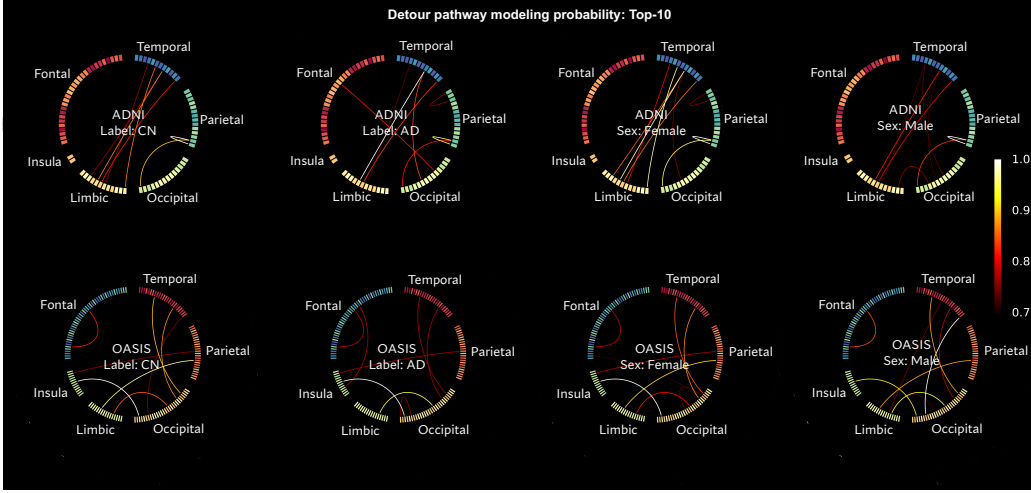 Detour pathway modeling probability: Top-10
Temporal
Fontal
ADNI
Label: CN
Parietal
Insula
Limbic
Occipital
Temporal
Fontal
ADNI
Label: AD
Parietal
Insula
Limbic
Occipital
Temporal
Fontal
ADNI
Sex: Female
Parietal
Insula
Limbic
Occipital
Temporal
Fontal
ADNI
Sex: Male
Parietal
Insula
Limbic
Occipital
1.0
0.9
0.8
0.7
Temporal
Fontal
OASIS
Label: CN
Parietal
Insula
Limbic
Occipital
Temporal
Fontal
OASIS
Label: AD
Parietal
Insula
Limbic
Occipital
Temporal
Fontal
OASIS
Sex: Female
Parietal
Insula
Limbic
Occipital
Temporal
Fontal
OASIS
Sex: Male
Parietal
Insula
Limbic
Occipital